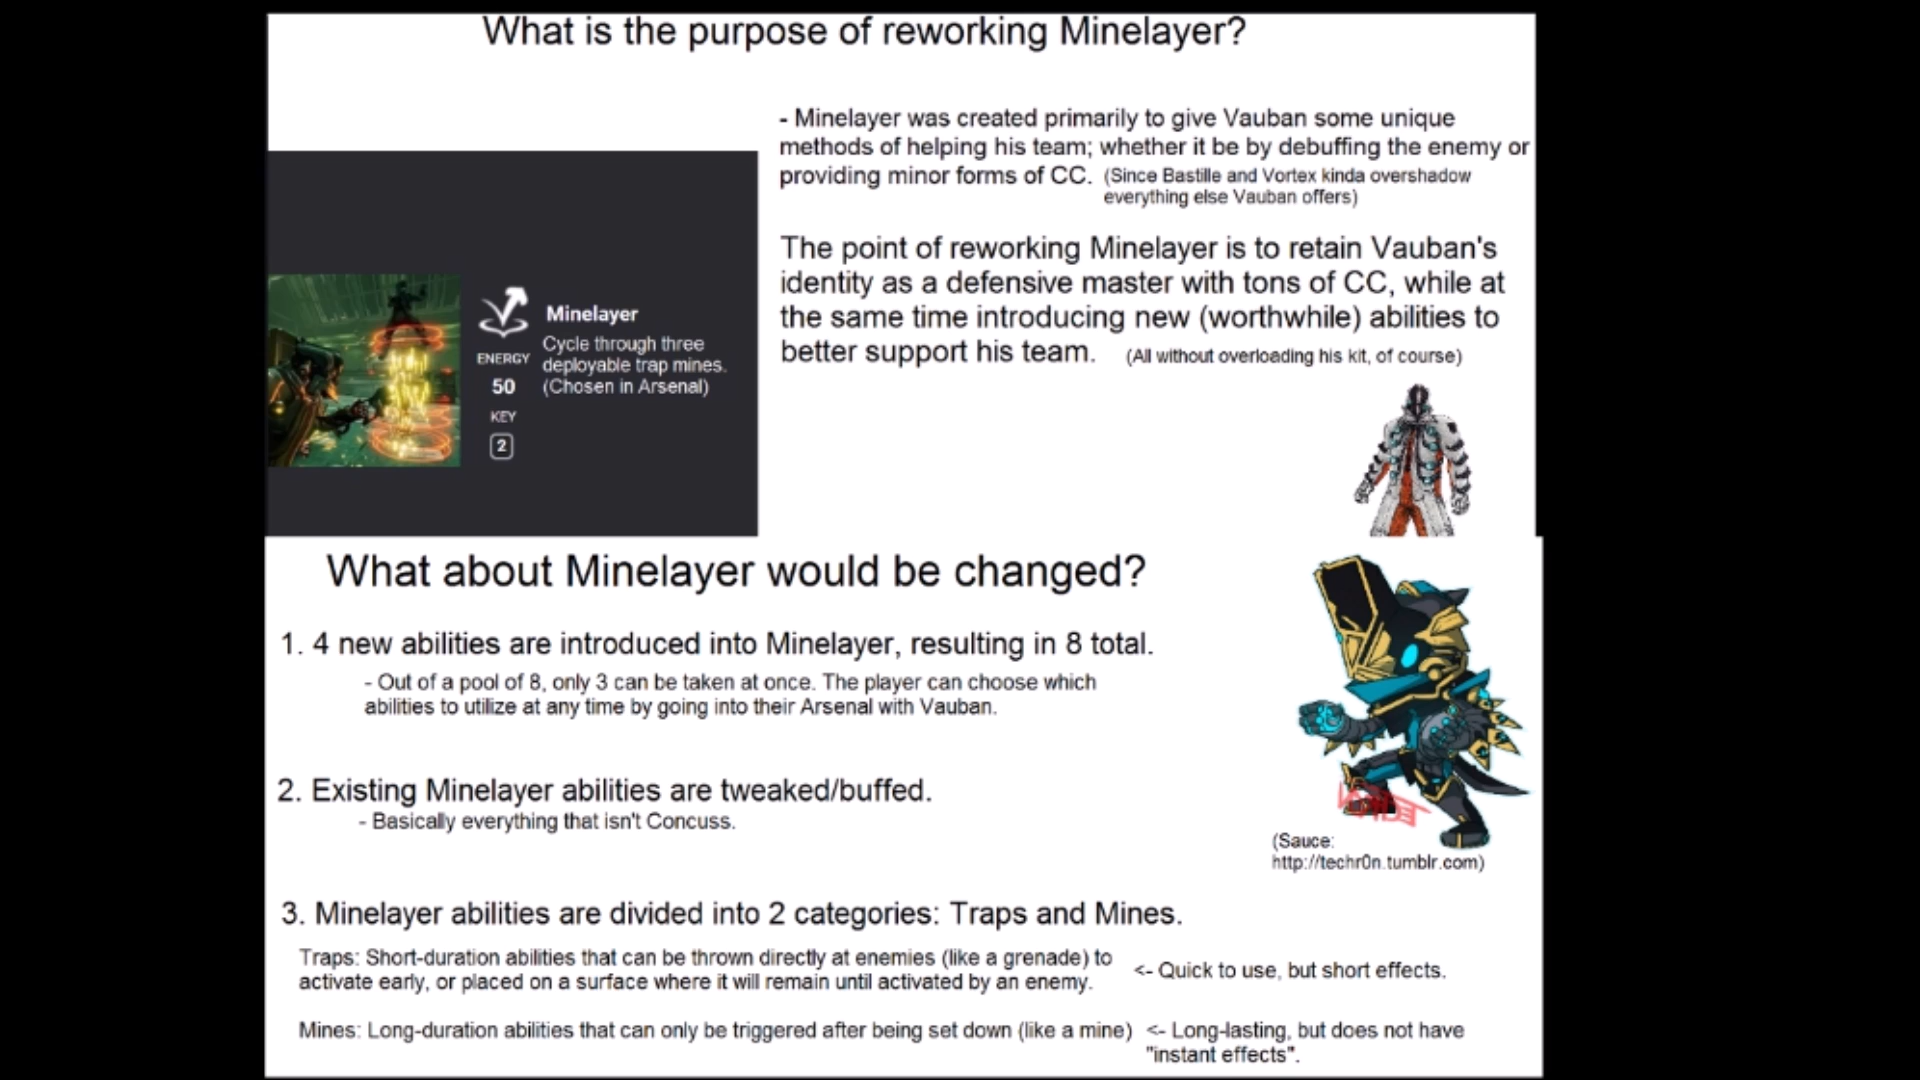 What is the purpose of reworking Minelayer?
- Minelayer was created primarily to give Vauban some unique
methods of helping his team; whether it be by debuffing the enemy or
providing minor forms of CC. (Since Bastille and Vortex kinda overshadow
everything else Vauban offers)
The point of reworking Minelayer is to retain Vauban's
identity as a defensive master with tons of CC, while at
the same time introducing new (worthwhile) abilities to
better support his team. (All without overloading his kit, of course)
Minelayer
Cycle through three
deployable trap mines.
(Chosen in Arsenal)
ENERGY
50
KEY
2
What about Minelayer would be changed?
1. 4 new abilities are introduced into Minelayer, resulting in 8 total.
- Out of a pool of 8, only 3 can be taken at once. The player can choose which
abilities to utilize at any time by going into their Arsenal with Vauban.
2. Existing Minelayer abilities are tweaked/buffed.
- Basically everything that isn't Concuss.
(Sauce:
http://techr0n.tumblr.com)
3. Minelayer abilities are divided into 2 categories: Traps and Mines.
Traps: Short-duration abilities that can be thrown directly at enemies (like a grenade) to
activate early, or placed on a surface where it will remain until activated by an enemy.
<- Quick to use, but short effects.
Mines: Long-duration abilities that can only be triggered after being set down (like a mine)
<- Long-lasting, but does not have
"instant effects".